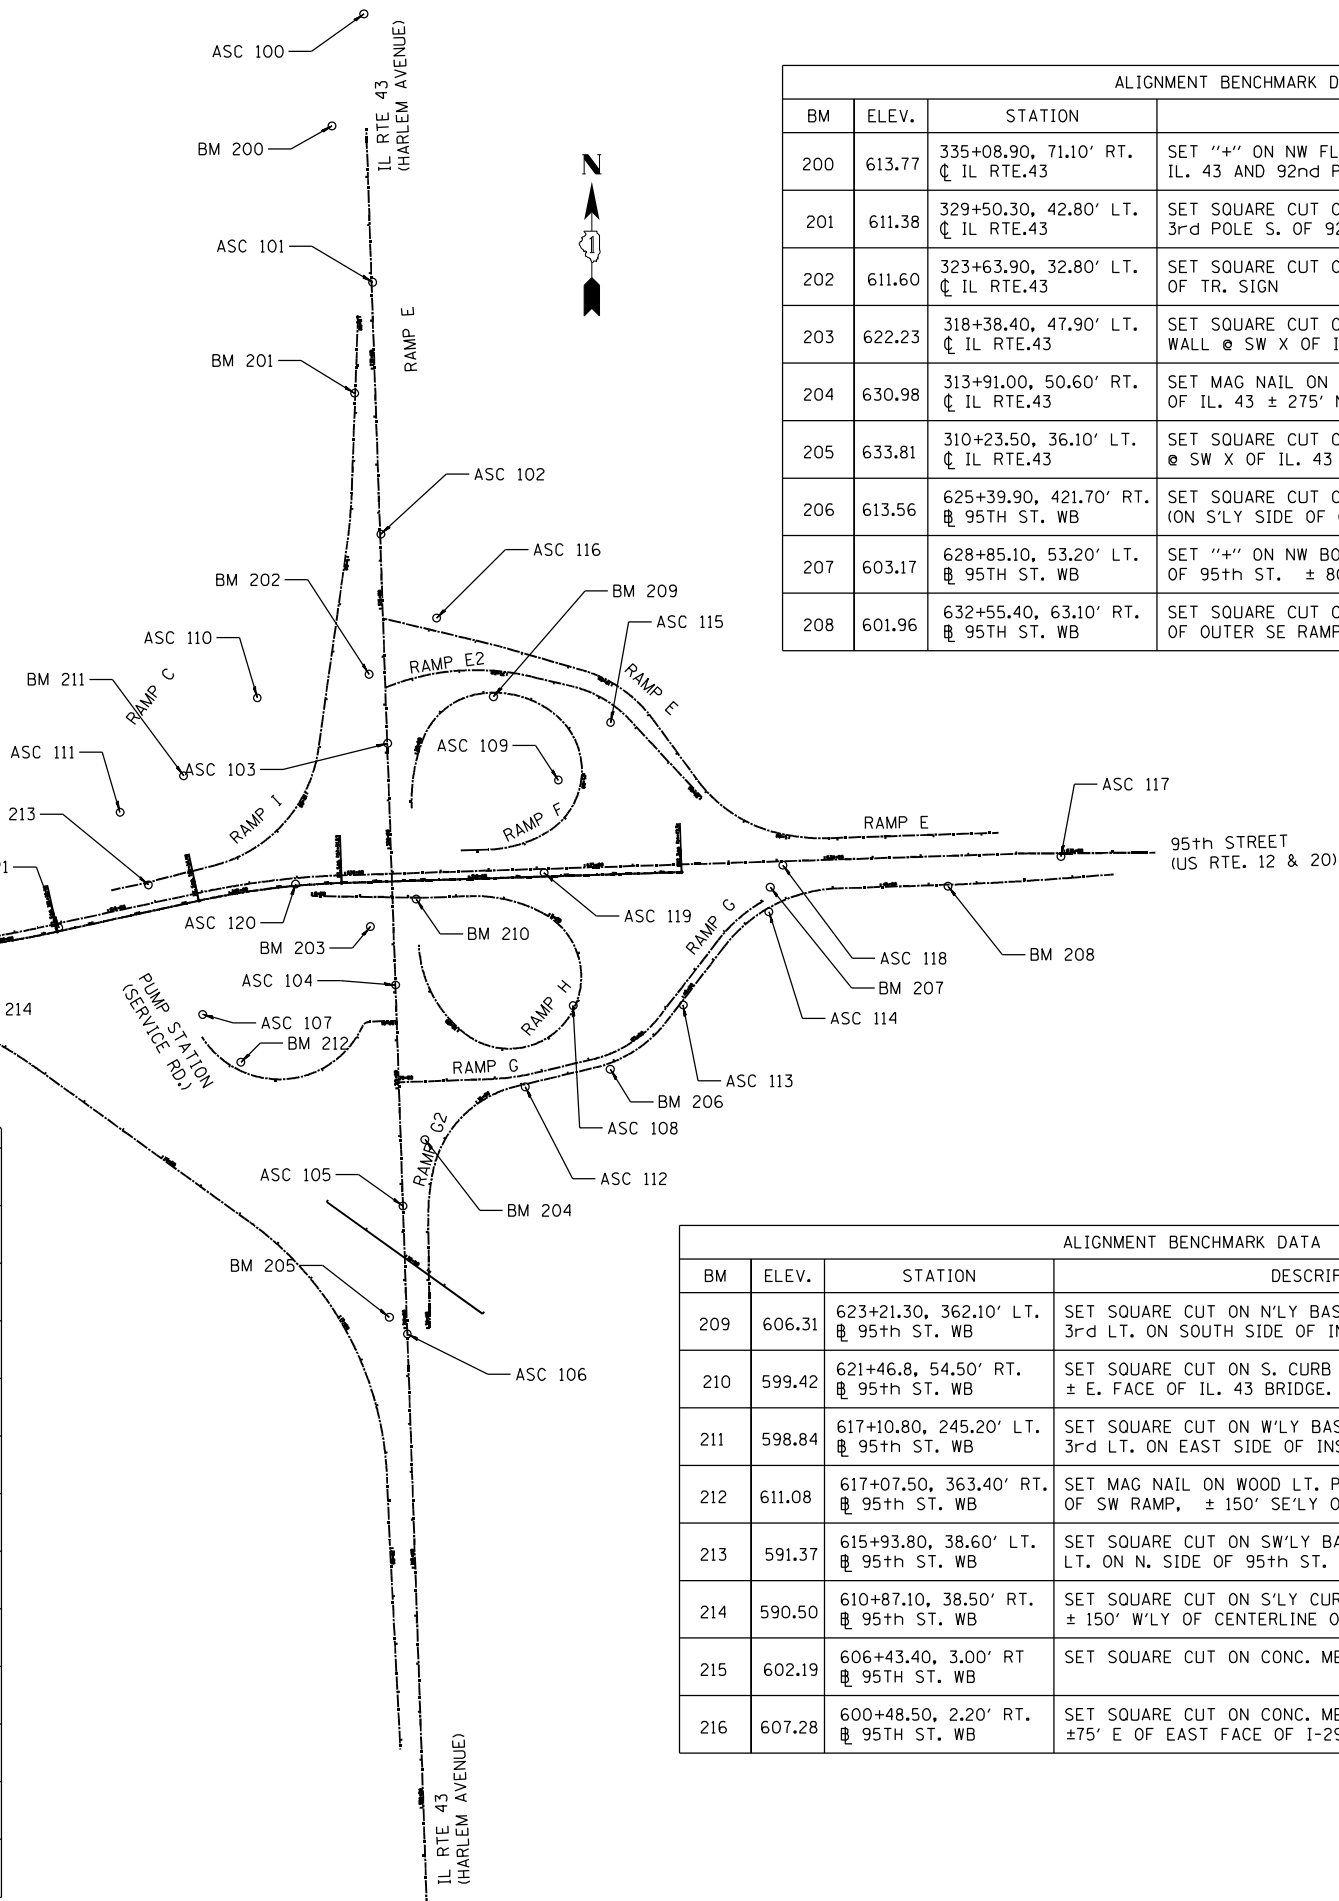 ASC 100
IL RTE 43
(HARLEM AVENUE)
BM 200
N
1
ASC 101
RAMP E
BM 201
ASC 102
ASC 116
BM 202
BM 209
ASC 110
ASC 115
RAMP E2
RAMP E
BM 211
RAMP C
ASC 111
ASC 103
ASC 109
ASC 117
213
RAMP I
RAMP F
RAMP E
95th STREET
(US RTE. 12 & 20)
ASC 120
ASC 119
BM 203
BM 210
RAMP G
ASC 118
BM 208
ASC 104
BM 207
PUMP STATION
(SERVICE RD.)
214
ASC 107
RAMP H
ASC 114
BM 212
RAMP G
ASC 113
BM 206
ASC 108
RAMP G2
ASC 105
ASC 112
BM 204
BM 205
ASC 106
IL RTE 43
(HARLEM AVENUE)
ALIGNMENT BENCHMARK D
BM ELEV. STATION
200 613.77 335+08.90, 71.10' RT. SET "+" ON NW FL
℄ IL RTE.43 IL. 43 AND 92nd P
201 611.38 329+50.30, 42.80' LT. SET SQUARE CUT O
℄ IL RTE.43 3rd POLE S. OF 92
202 611.60 323+63.90, 32.80' LT. SET SQUARE CUT O
℄ IL RTE.43 OF TR. SIGN
203 622.23 318+38.40, 47.90' LT. SET SQUARE CUT O
℄ IL RTE.43 WALL @ SW X OF I
204 630.98 313+91.00, 50.60' RT. SET MAG NAIL ON
℄ IL RTE.43 OF IL. 43 ± 275' N
205 633.81 310+23.50, 36.10' LT. SET SQUARE CUT O
℄ IL RTE.43 @ SW X OF IL. 43
206 613.56 625+39.90, 421.70' RT. SET SQUARE CUT O
BL 95TH ST. WB (ON S'LY SIDE OF
207 603.17 628+85.10, 53.20' LT. SET "+" ON NW BO
BL 95TH ST. WB OF 95th ST. ± 80
208 601.96 632+55.40, 63.10' RT. SET SQUARE CUT O
BL 95TH ST. WB OF OUTER SE RAMP
ALIGNMENT BENCHMARK DATA
BM ELEV. STATION DESCRIP
209 606.31 623+21.30, 362.10' LT. SET SQUARE CUT ON N'LY BAS
BL 95th ST. WB 3rd LT. ON SOUTH SIDE OF IN
210 599.42 621+46.8, 54.50' RT. SET SQUARE CUT ON S. CURB
BL 95th ST. WB ± E. FACE OF IL. 43 BRIDGE.
211 598.84 617+10.80, 245.20' LT. SET SQUARE CUT ON W'LY BAS
BL 95th ST. WB 3rd LT. ON EAST SIDE OF INS
212 611.08 617+07.50, 363.40' RT. SET MAG NAIL ON WOOD LT. P
BL 95th ST. WB OF SW RAMP, ± 150' SE'LY O
213 591.37 615+93.80, 38.60' LT. SET SQUARE CUT ON SW'LY BA
BL 95th ST. WB LT. ON N. SIDE OF 95th ST.
214 590.50 610+87.10, 38.50' RT. SET SQUARE CUT ON S'LY CUR
BL 95th ST. WB ± 150' W'LY OF CENTERLINE O
215 602.19 606+43.40, 3.00' RT SET SQUARE CUT ON CONC. ME
BL 95TH ST. WB
216 607.28 600+48.50, 2.20' RT. SET SQUARE CUT ON CONC. ME
BL 95TH ST. WB ±75' E OF EAST FACE OF I-29